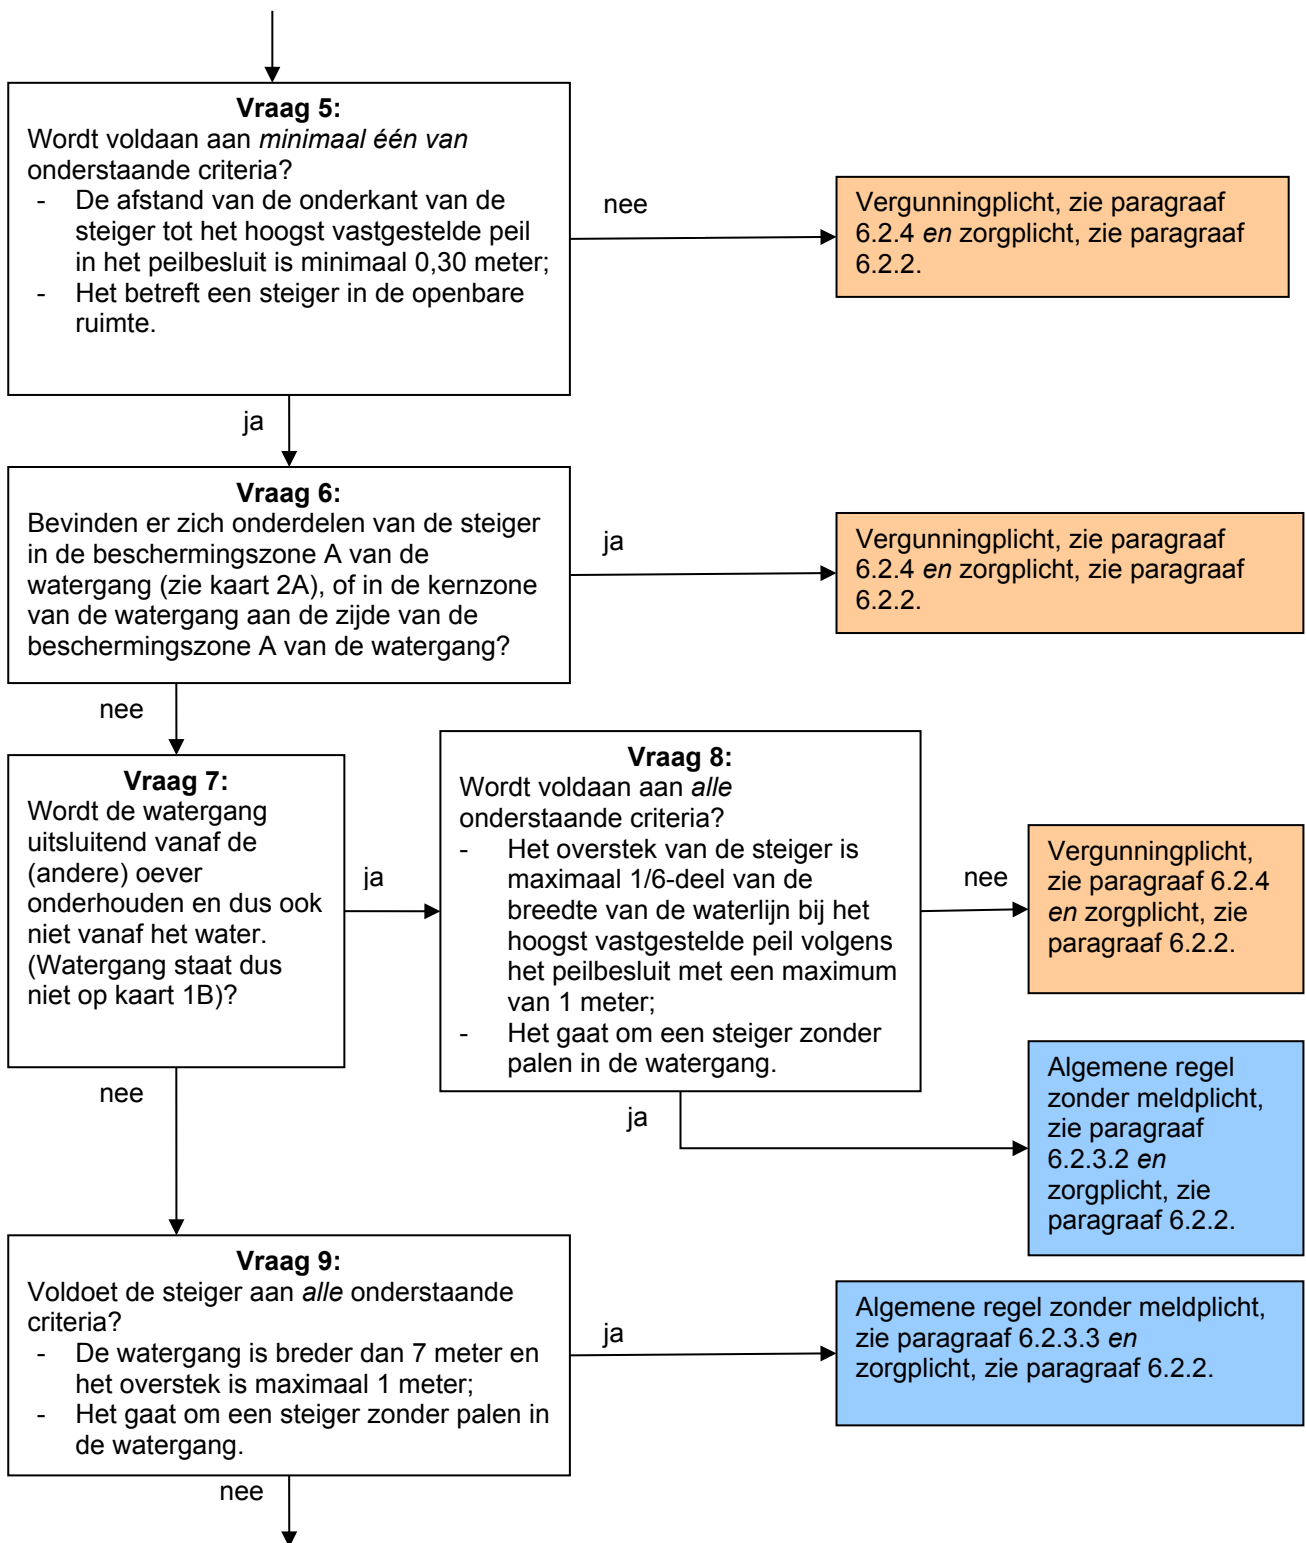 Vraag 5:
Wordt voldaan aan minimaal één van
onderstaande criteria?
- De afstand van de onderkant van de
steiger tot het hoogst vastgestelde peil
in het peilbesluit is minimaal 0,30 meter;
- Het betreft een steiger in de openbare
ruimte.
nee
Vergunningplicht, zie paragraaf
6.2.4 en zorgplicht, zie paragraaf
6.2.2.
ja
Vraag 6:
Bevinden er zich onderdelen van de steiger
in de beschermingszone A van de
watergang (zie kaart 2A), of in de kernzone
van de watergang aan de zijde van de
beschermingszone A van de watergang?
ja
Vergunningplicht, zie paragraaf
6.2.4 en zorgplicht, zie paragraaf
6.2.2.
nee
Vraag 7:
Wordt de watergang
uitsluitend vanaf de
(andere) oever
onderhouden en dus ook
niet vanaf het water.
(Watergang staat dus
niet op kaart 1B)?
ja
Vraag 8:
Wordt voldaan aan alle
onderstaande criteria?
- Het overstek van de steiger is
maximaal 1/6-deel van de
breedte van de waterlijn bij het
hoogst vastgestelde peil volgens
het peilbesluit met een maximum
van 1 meter;
- Het gaat om een steiger zonder
palen in de watergang.
nee
Vergunningplicht,
zie paragraaf 6.2.4
en zorgplicht, zie
paragraaf 6.2.2.
ja
Algemene regel
zonder meldplicht,
zie paragraaf
6.2.3.2 en
zorgplicht, zie
paragraaf 6.2.2.
nee
Vraag 9:
Voldoet de steiger aan alle onderstaande
criteria?
- De watergang is breder dan 7 meter en
het overstek is maximaal 1 meter;
- Het gaat om een steiger zonder palen in
de watergang.
ja
Algemene regel zonder meldplicht,
zie paragraaf 6.2.3.3 en
zorgplicht, zie paragraaf 6.2.2.
nee